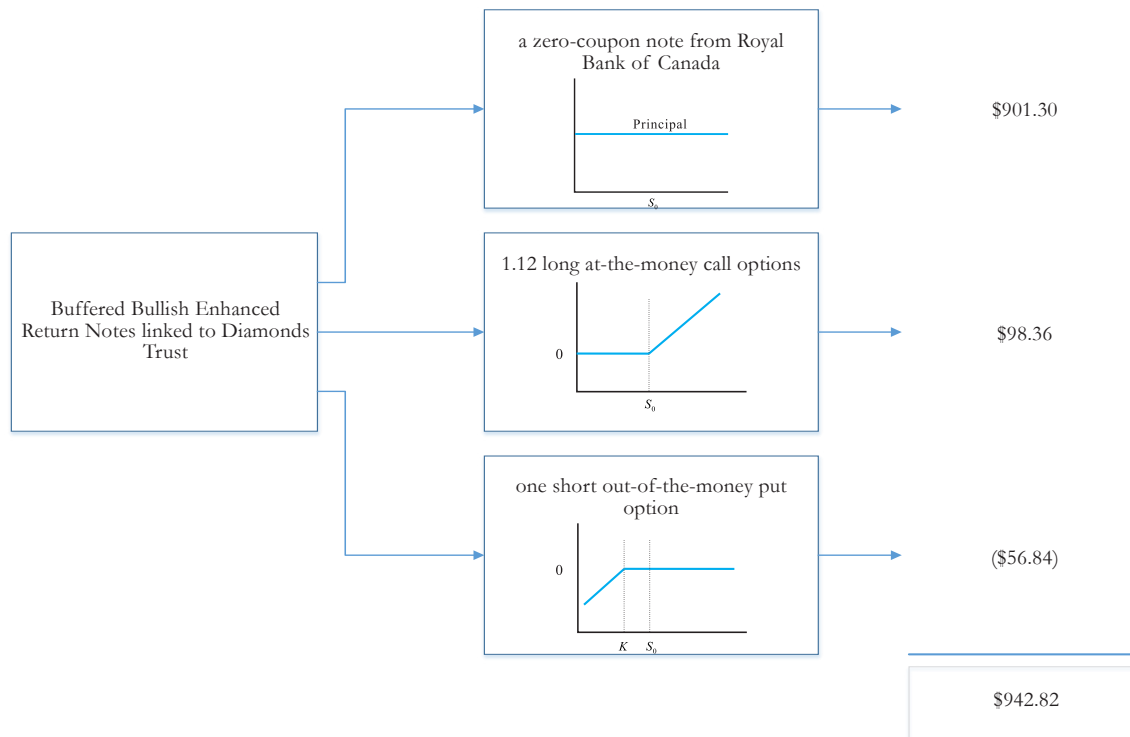 Buffered Bullish Enhanced
Return Notes linked to Diamonds
Trust
a zero-coupon note from Royal
Bank of Canada
Principal
S₀
$901.30
1.12 long at-the-money call options
0
S₀
$98.36
one short out-of-the-money put
option
0
K S₀
($56.84)
$942.82